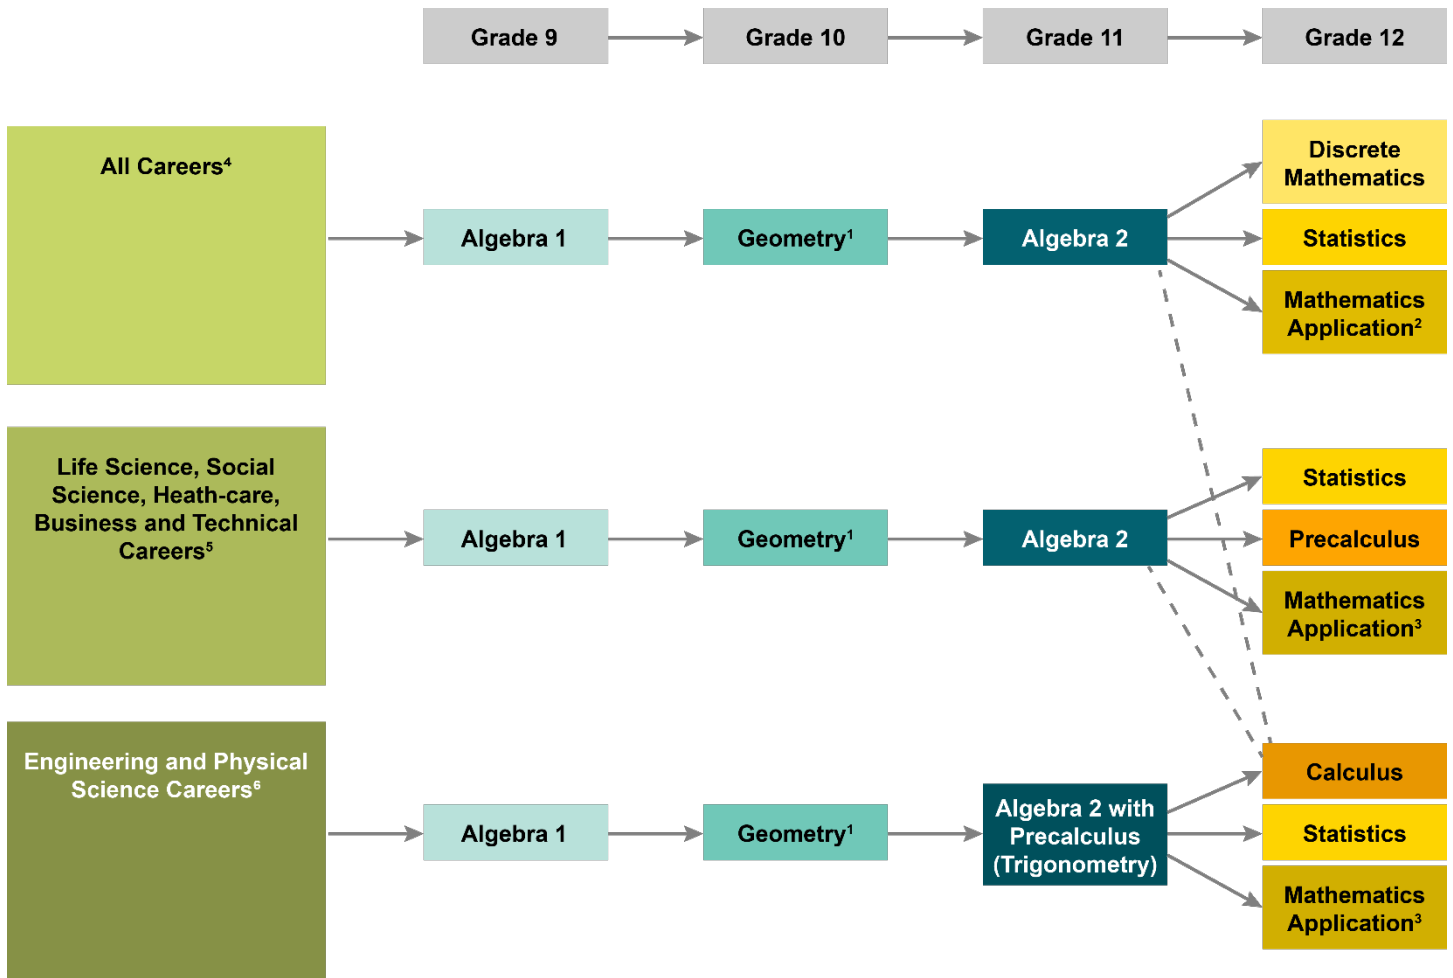 Grade 9
Grade 10
Grade 11
Grade 12
All Careers⁴
Algebra 1
Geometry¹
Algebra 2
Discrete
Mathematics
Statistics
Mathematics
Application²
Life Science, Social
Science, Heath-care,
Business and Technical
Careers⁵
Algebra 1
Geometry¹
Algebra 2
Statistics
Precalculus
Mathematics
Application³
Engineering and Physical
Science Careers⁶
Algebra 1
Geometry¹
Algebra 2 with
Precalculus
(Trigonometry)
Calculus
Statistics
Mathematics
Application³